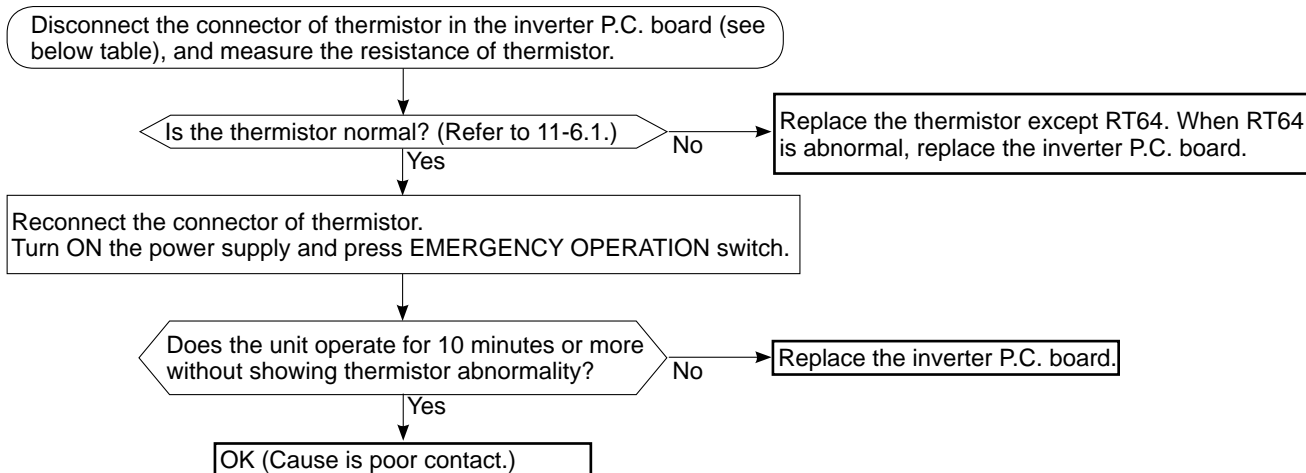 Disconnect the connector of thermistor in the inverter P.C. board (see
below table), and measure the resistance of thermistor.
Is the thermistor normal? (Refer to 11-6.1.)
No
Replace the thermistor except RT64. When RT64
is abnormal, replace the inverter P.C. board.
Yes
Reconnect the connector of thermistor.
Turn ON the power supply and press EMERGENCY OPERATION switch.
Does the unit operate for 10 minutes or more
without showing thermistor abnormality?
No
Replace the inverter P.C. board.
Yes
OK (Cause is poor contact.)